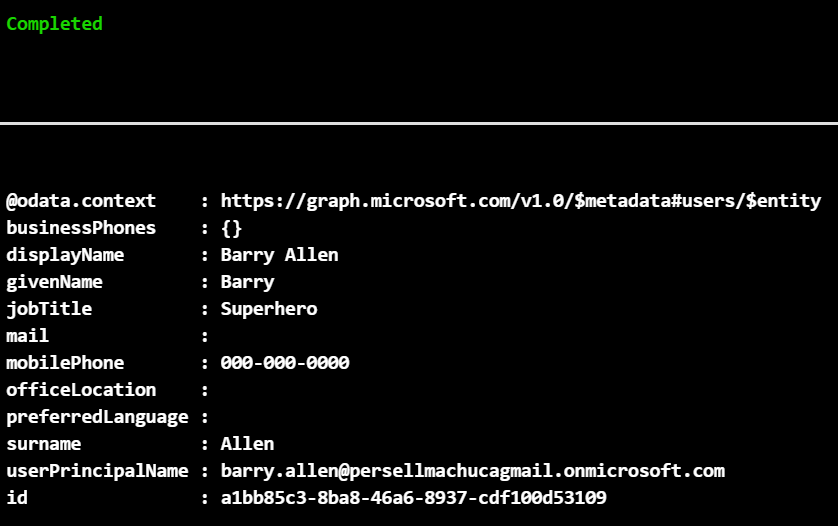 Completed
@odata.context    : https://graph.microsoft.com/v1.0/$metadata#users/$entity
businessPhones    : {}
displayName       : Barry Allen
givenName         : Barry
jobTitle          : Superhero
mail              :
mobilePhone       : 000-000-0000
officeLocation    :
preferredLanguage :
surname           : Allen
userPrincipalName : barry.allen@persellmachucagmail.onmicrosoft.com
id                : a1bb85c3-8ba8-46a6-8937-cdf100d53109